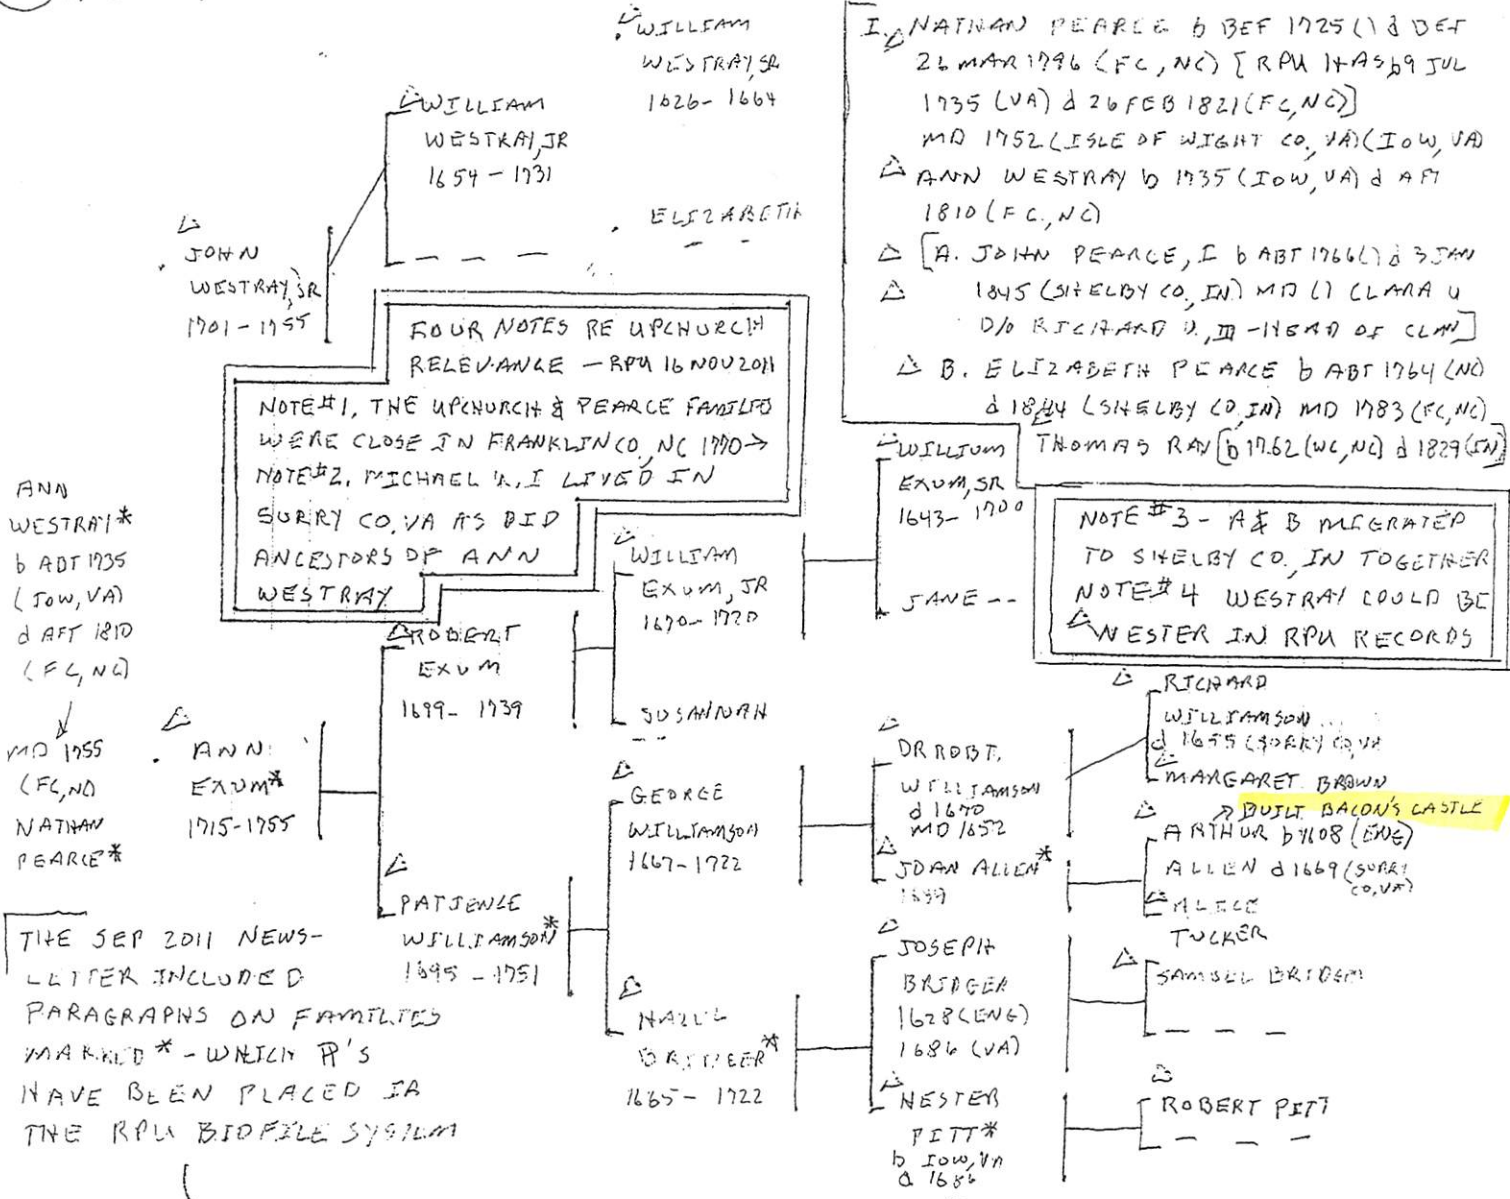 WILLIAM
WESTRAY, SR
1626- 1664
WILLIAM
WESTRAY, JR
1654 - 1731
ELIZABETH
JOHN
WESTRAY, SR
1701 - 1755
I. NATHAN PEARCE b BEF 1725 ( ) d BEF
26 MAR 1796 (FC, NC) [RPU HAS b 9 JUL
1735 (VA) d 26 FEB 1821 (FC, NC)]
MD 1752 (ISLE OF WIGHT CO., VA) (IOW, VA)
ANN WESTRAY b 1735 (IOW, VA) d AFT
1810 (FC., NC)
[A. JOHN PEARCE, I b ABT 1766 ( ) d 3 JAN
1845 (SHELBY CO., IN) MD ( ) CLARA U
D/O RICHARD U., III - HEAD OF CLAN]
B. ELIZABETH PEARCE b ABT 1764 (NC)
d 1844 (SHELBY CO, IN) MD 1783 (FC, NC)
THOMAS RAY [b 1762 (WC, NC) d 1829 (IN)]
FOUR NOTES RE UPCHURCH
RELEVANCE - RPU 16 NOV 2011
NOTE #1. THE UPCHURCH & PEARCE FAMILIES
WERE CLOSE IN FRANKLIN CO., NC 1770 →
NOTE #2. MICHAEL U., I LIVED IN
SURRY CO. VA AS DID
ANCESTORS OF ANN
WESTRAY
NOTE #3 - A & B MIGRATED
TO SHELBY CO., IN TOGETHER
NOTE #4 WESTRAY COULD BE
WESTER IN RPU RECORDS
ANN
WESTRAY*
b ABT 1735
(IOW, VA)
d AFT 1810
(FC, NC)
MD 1755
(FC, NC)
NATHAN
PEARCE*
ANN
EXUM*
1715-1755
ROBERT
EXUM
1699- 1739
PATIENCE
WILLIAMSON*
1695 - 1751
WILLIAM
EXUM, JR
1670- 1720
SUSANNAH
WILLIUM
EXUM, SR
1643- 1700
JANE --
GEORGE
WILLIAMSON
1667-1722
BRIDGER*
1665- 1722
DR ROBT.
WILLIAMSON
d 1670
MD 1652
JOAN ALLEN*
JOSEPH
BRIDGER
1628 (ENG)
1686 (VA)
HESTER
PITT*
b IOW, VA
d 1686
RICHARD
WILLIAMSON
d 1655 (SURRY CO, VA
MARGARET BROWN
→ BUILT BACON'S CASTLE
ARTHUR b 1608 (ENG)
ALLEN d 1669 (SURRY
CO, VA)
ALICE
TUCKER
SAMUEL BRIDGER
ROBERT PITT
THE SEP 2011 NEWS-
LETTER INCLUDED
PARAGRAPHS ON FAMILIES
MARKED * - WHICH P'S
HAVE BEEN PLACED IN
THE RPU BIOFILE SYSTEM